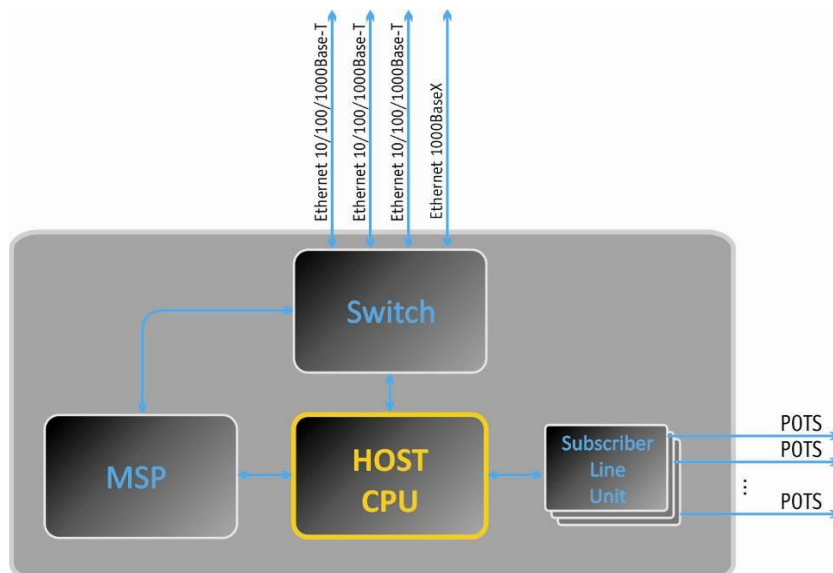 Ethernet 10/100/1000Base-T
Ethernet 10/100/1000Base-T
Ethernet 10/100/1000Base-T
Ethernet 1000BaseX
Switch
MSP
HOST
CPU
Subscriber
Line
Unit
POTS
POTS
...
POTS